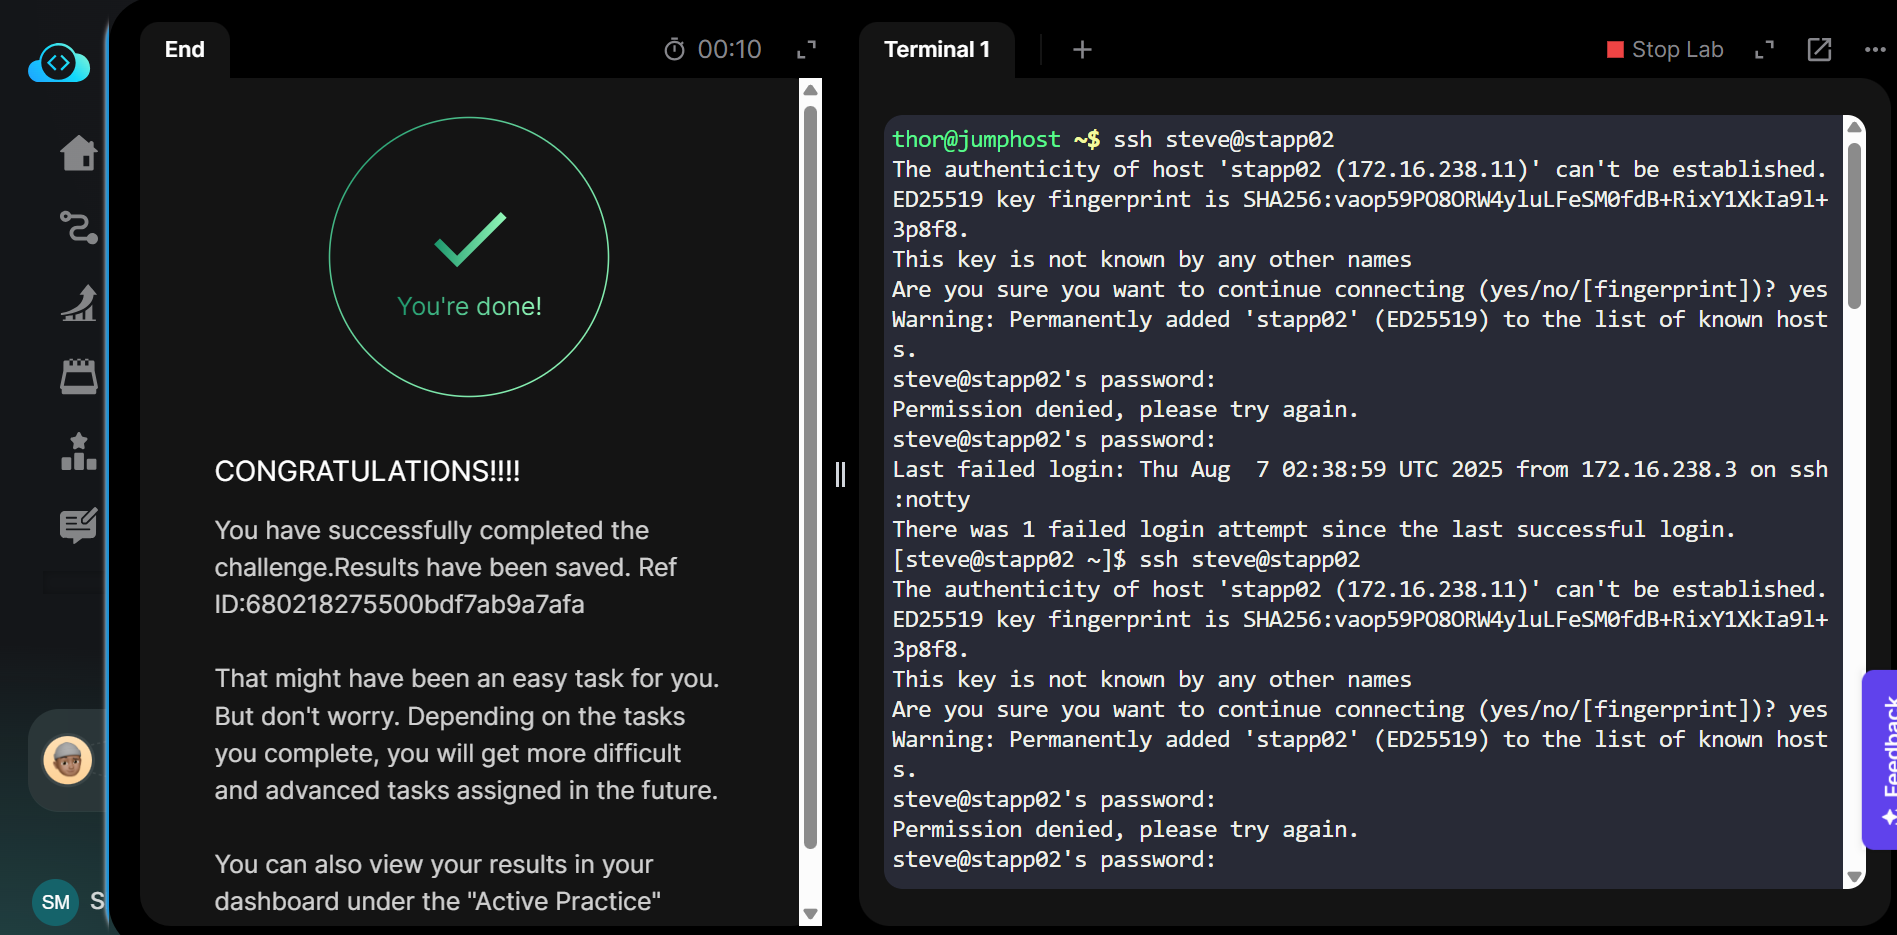 End
00:10
You're done!
CONGRATULATIONS!!!!
You have successfully completed the
challenge.Results have been saved. Ref
ID:680218275500bdf7ab9a7afa
That might have been an easy task for you.
But don't worry. Depending on the tasks
you complete, you will get more difficult
and advanced tasks assigned in the future.
You can also view your results in your
dashboard under the "Active Practice"
SM S
Terminal 1
Stop Lab
thor@jumphost ~$ ssh steve@stapp02
The authenticity of host 'stapp02 (172.16.238.11)' can't be established.
ED25519 key fingerprint is SHA256:vaop59PO8ORW4yluLFeSM0fdB+RixY1XkIa9l+
3p8f8.
This key is not known by any other names
Are you sure you want to continue connecting (yes/no/[fingerprint])? yes
Warning: Permanently added 'stapp02' (ED25519) to the list of known host
s.
steve@stapp02's password:
Permission denied, please try again.
steve@stapp02's password:
Last failed login: Thu Aug  7 02:38:59 UTC 2025 from 172.16.238.3 on ssh
:notty
There was 1 failed login attempt since the last successful login.
[steve@stapp02 ~]$ ssh steve@stapp02
The authenticity of host 'stapp02 (172.16.238.11)' can't be established.
ED25519 key fingerprint is SHA256:vaop59PO8ORW4yluLFeSM0fdB+RixY1XkIa9l+
3p8f8.
This key is not known by any other names
Are you sure you want to continue connecting (yes/no/[fingerprint])? yes
Warning: Permanently added 'stapp02' (ED25519) to the list of known host
s.
steve@stapp02's password:
Permission denied, please try again.
steve@stapp02's password:
Feedback